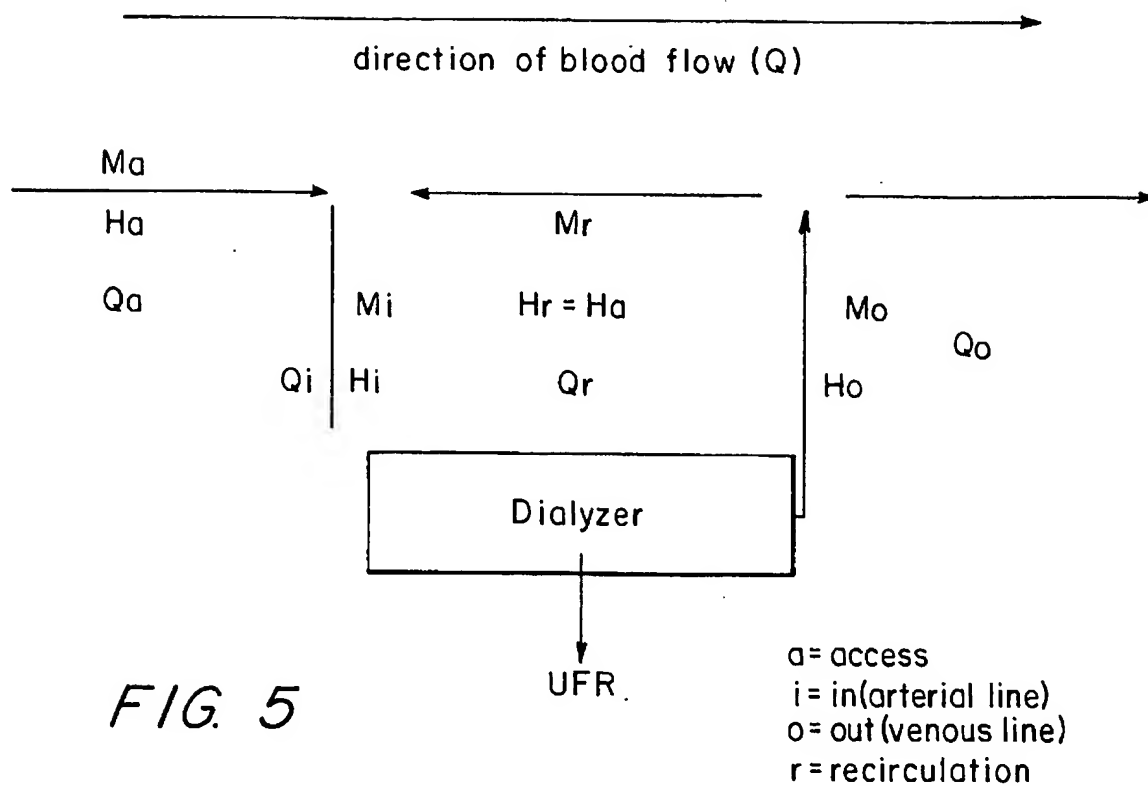 direction of blood flow (Q)
Ma
Ha
Mr
Qa
Mi
Hr = Ha
Mo
Qo
Qi
Hi
Qr
Ho
Dialyzer
UFR.
a = access
i = in (arterial line)
o = out (venous line)
r = recirculation
FIG. 5